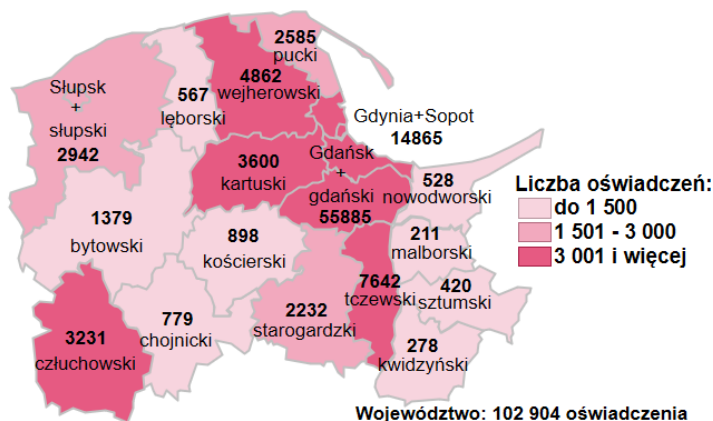 2585
pucki
4862
wejherowski
567
lęborski
Słupsk
+
słupski
2942
Gdynia+Sopot
14865
3600
kartuski
Gdańsk
+
gdański
55885
528
nowodworski
Liczba oświadczeń:
do 1 500
1 501 - 3 000
3 001 i więcej
1379
bytowski
898
kościerski
211
malborski
7642
tczewski
420
sztumski
2232
starogardzki
779
chojnicki
3231
człuchowski
278
kwidzyński
Województwo: 102 904 oświadczenia